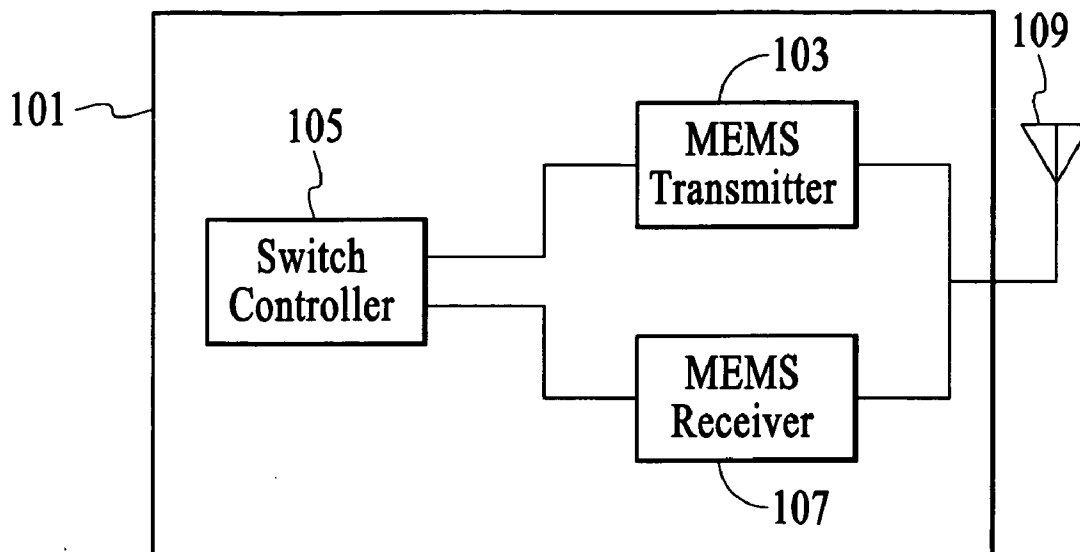 109
103
101
105
MEMS
Transmitter
Switch
Controller
MEMS
Receiver
107